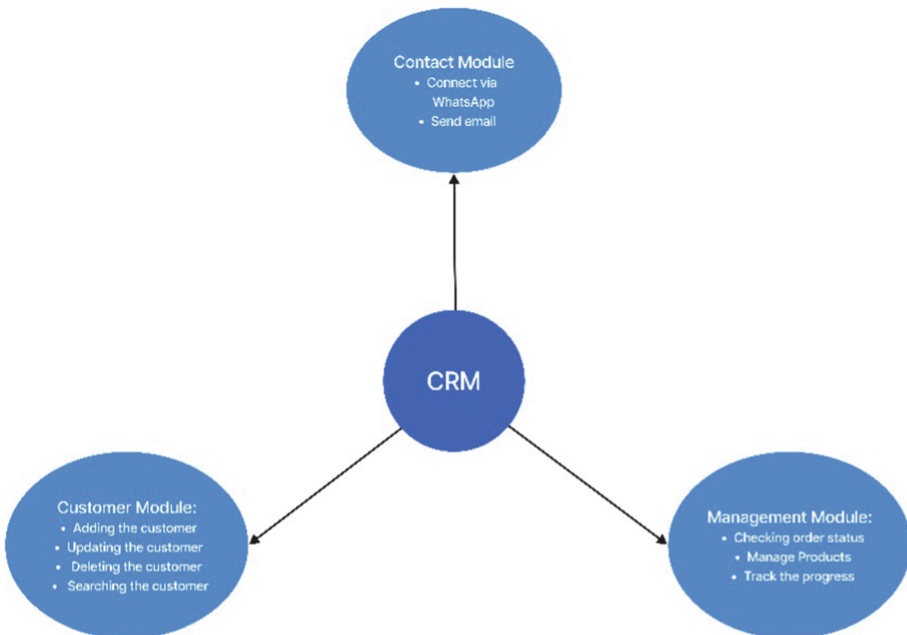 Contact Module
• Connect via
WhatsApp
• Send email
CRM
Customer Module:
• Adding the customer
• Updating the customer
• Deleting the customer
• Searching the customer
Management Module:
• Checking order status
• Manage Products
• Track the progress